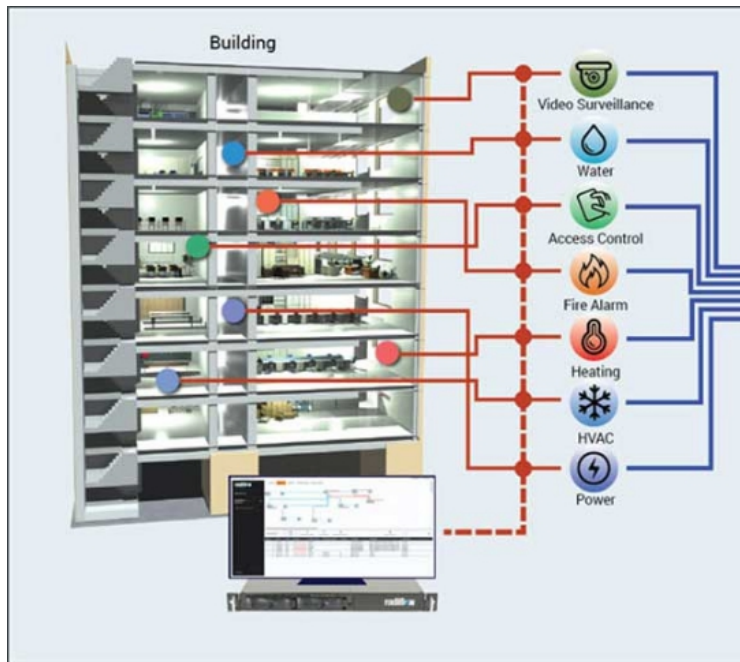 Building
Video Surveillance
Water
Access Control
Fire Alarm
Heating
HVAC
Power